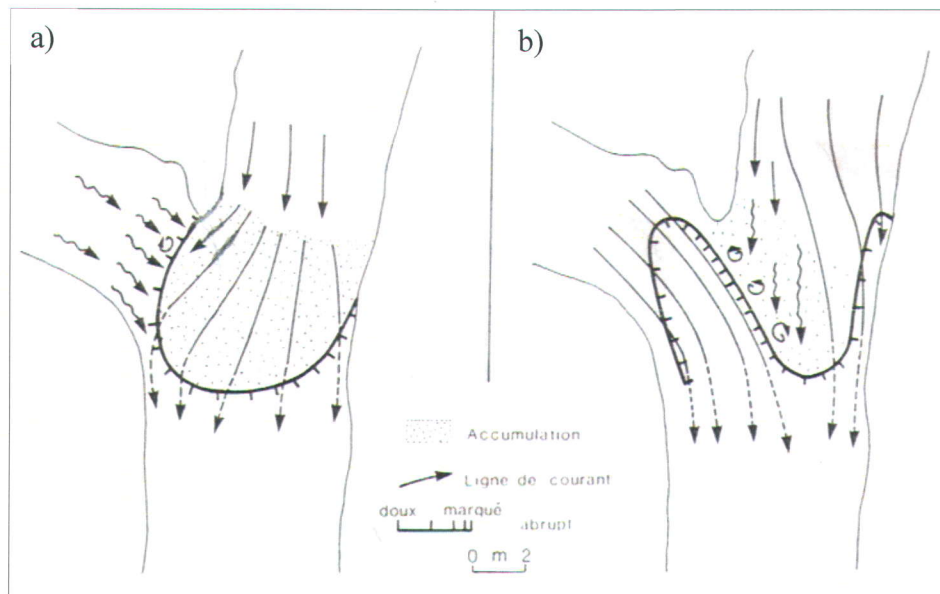 a)
b)
Accumulation
Ligne de courant
doux marqué
abrupt
0 m 2